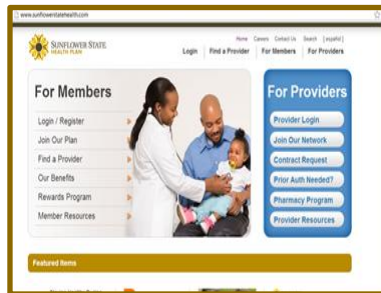 www.sunflowerstatehealth.com
Home Careers Contact Us Search [español]
SUNFLOWER STATE
HEALTH PLAN
Login Find a Provider For Members For Providers
For Members
Login / Register
Join Our Plan
Find a Provider
Our Benefits
Rewards Program
Member Resources
For Providers
Provider Login
Join Our Network
Contract Request
Prior Auth Needed?
Pharmacy Program
Provider Resources
Featured Items